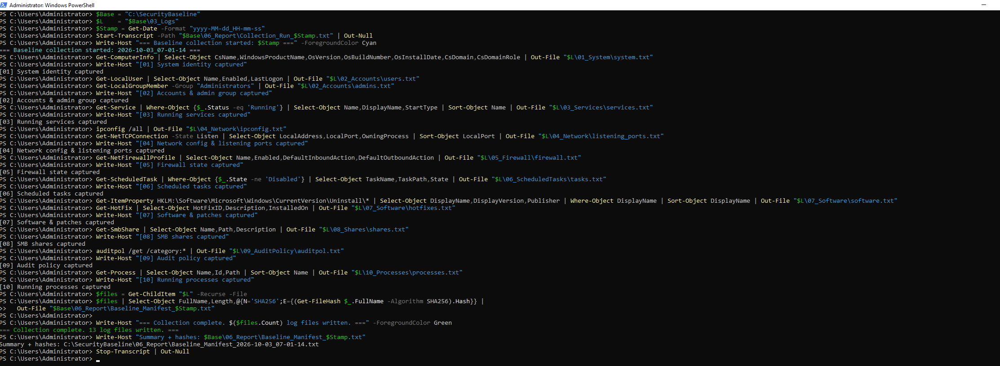 Administrator: Windows PowerShell
PS C:\Users\Administrator> $Base = "C:\SecurityBaseline"
PS C:\Users\Administrator> $L    = "$Base\03_Logs"
PS C:\Users\Administrator> $Stamp = Get-Date -Format "yyyy-MM-dd_HH-mm-ss"
PS C:\Users\Administrator> Start-Transcript -Path "$Base\06_Report\Collection_Run_$Stamp.txt" | Out-Null
PS C:\Users\Administrator> Write-Host "=== Baseline collection started: $Stamp ===" -ForegroundColor Cyan
=== Baseline collection started: 2026-10-03_07-01-14 ===
PS C:\Users\Administrator> Get-ComputerInfo | Select-Object CsName,WindowsProductName,OsVersion,OsBuildNumber,OsInstallDate,CsDomain,CsDomainRole | Out-File "$L\01_System\system.txt"
PS C:\Users\Administrator> Write-Host "[01] System identity captured"
[01] System identity captured
PS C:\Users\Administrator> Get-LocalUser | Select-Object Name,Enabled,LastLogon | Out-File "$L\02_Accounts\users.txt"
PS C:\Users\Administrator> Get-LocalGroupMember -Group "Administrators" | Out-File "$L\02_Accounts\admins.txt"
PS C:\Users\Administrator> Write-Host "[02] Accounts & admin group captured"
[02] Accounts & admin group captured
PS C:\Users\Administrator> Get-Service | Where-Object {$_.Status -eq 'Running'} | Select-Object Name,DisplayName,StartType | Sort-Object Name | Out-File "$L\03_Services\services.txt"
PS C:\Users\Administrator> Write-Host "[03] Running services captured"
[03] Running services captured
PS C:\Users\Administrator> ipconfig /all | Out-File "$L\04_Network\ipconfig.txt"
PS C:\Users\Administrator> Get-NetTCPConnection -State Listen | Select-Object LocalAddress,LocalPort,OwningProcess | Sort-Object LocalPort | Out-File "$L\04_Network\listening_ports.txt"
PS C:\Users\Administrator> Write-Host "[04] Network config & listening ports captured"
[04] Network config & listening ports captured
PS C:\Users\Administrator> Get-NetFirewallProfile | Select-Object Name,Enabled,DefaultInboundAction,DefaultOutboundAction | Out-File "$L\05_Firewall\firewall.txt"
PS C:\Users\Administrator> Write-Host "[05] Firewall state captured"
[05] Firewall state captured
PS C:\Users\Administrator> Get-ScheduledTask | Where-Object {$_.State -ne 'Disabled'} | Select-Object TaskName,TaskPath,State | Out-File "$L\06_ScheduledTasks\tasks.txt"
PS C:\Users\Administrator> Write-Host "[06] Scheduled tasks captured"
[06] Scheduled tasks captured
PS C:\Users\Administrator> Get-ItemProperty HKLM:\Software\Microsoft\Windows\CurrentVersion\Uninstall\* | Select-Object DisplayName,DisplayVersion,Publisher | Where-Object DisplayName | Sort-Object DisplayName | Out-File "$L\07_Software\software.txt"
PS C:\Users\Administrator> Get-HotFix | Select-Object HotFixID,Description,InstalledOn | Out-File "$L\07_Software\hotfixes.txt"
PS C:\Users\Administrator> Write-Host "[07] Software & patches captured"
[07] Software & patches captured
PS C:\Users\Administrator> Get-SmbShare | Select-Object Name,Path,Description | Out-File "$L\08_Shares\shares.txt"
PS C:\Users\Administrator> Write-Host "[08] SMB shares captured"
[08] SMB shares captured
PS C:\Users\Administrator> auditpol /get /category:* | Out-File "$L\09_AuditPolicy\auditpol.txt"
PS C:\Users\Administrator> Write-Host "[09] Audit policy captured"
[09] Audit policy captured
PS C:\Users\Administrator> Get-Process | Select-Object Name,Id,Path | Sort-Object Name | Out-File "$L\10_Processes\processes.txt"
PS C:\Users\Administrator> Write-Host "[10] Running processes captured"
[10] Running processes captured
PS C:\Users\Administrator> $files = Get-ChildItem "$L" -Recurse -File
PS C:\Users\Administrator> $files | Select-Object FullName,Length,@{N='SHA256';E={(Get-FileHash $_.FullName -Algorithm SHA256).Hash}} |
>>   Out-File "$Base\06_Report\Baseline_Manifest_$Stamp.txt"
PS C:\Users\Administrator>
PS C:\Users\Administrator> Write-Host "=== Collection complete. $($files.Count) log files written. ===" -ForegroundColor Green
=== Collection complete. 13 log files written. ===
PS C:\Users\Administrator> Write-Host "Summary + hashes: $Base\06_Report\Baseline_Manifest_$Stamp.txt"
Summary + hashes: C:\SecurityBaseline\06_Report\Baseline_Manifest_2026-10-03_07-01-14.txt
PS C:\Users\Administrator> Stop-Transcript | Out-Null
PS C:\Users\Administrator>